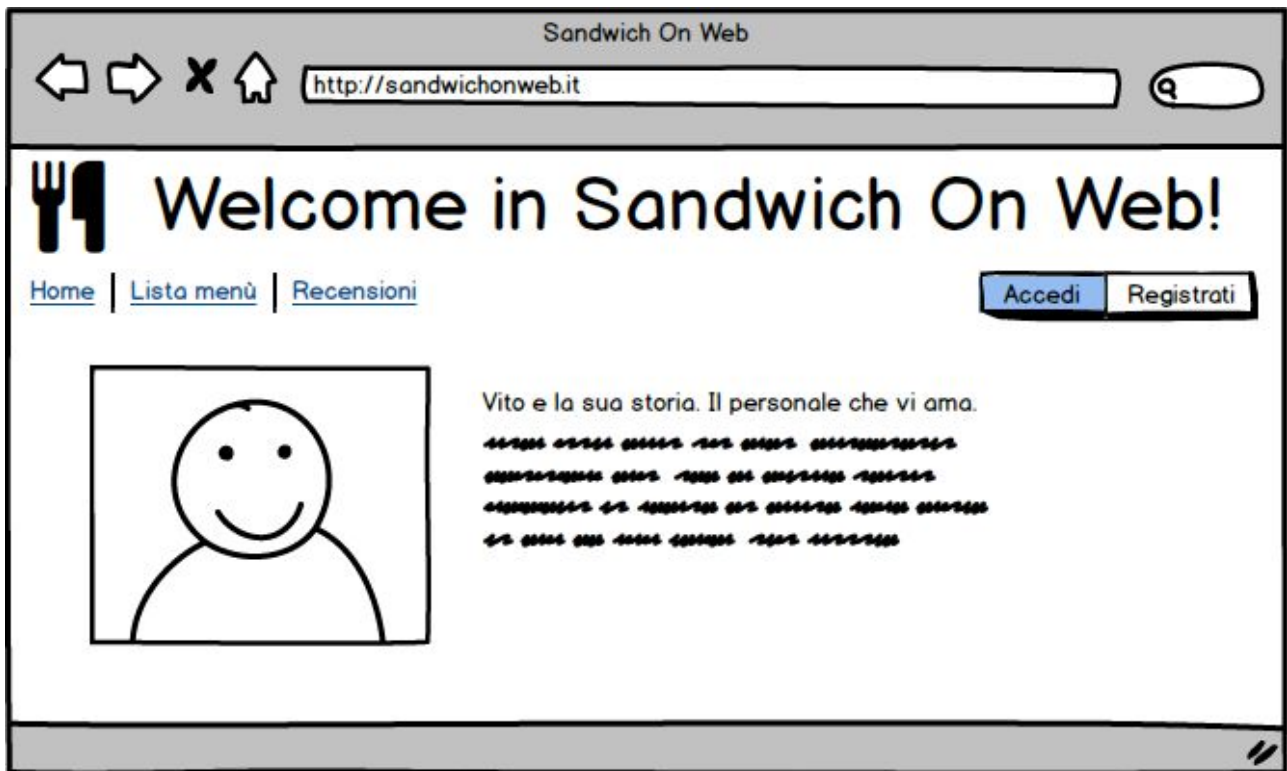 Sandwich On Web
http://sandwichonweb.it
Welcome in Sandwich On Web!
Home Lista menù Recensioni Accedi Registrati
Vito e la sua storia. Il personale che vi ama.